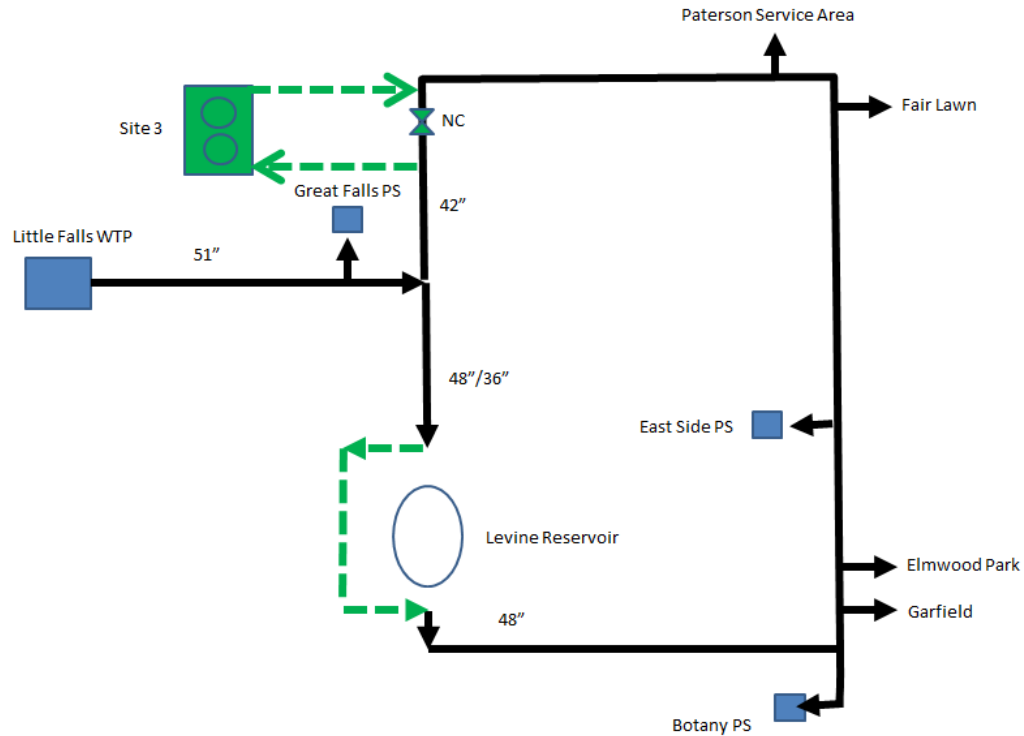 Paterson Service Area
Fair Lawn
NC
Site 3
Great Falls PS
42”
Little Falls WTP
51”
48”/36”
East Side PS
Levine Reservoir
Elmwood Park
Garfield
48”
Botany PS